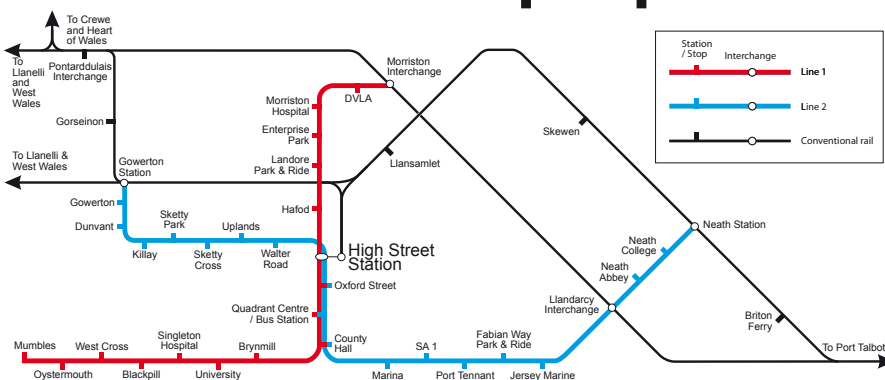 To Crewe
and Heart
of Wales
To
Llanelli
and
West
Wales
Pontarddulais
Interchange
Gorseinon
To Llanelli &
West Wales
Gowerton
Station
Gowerton
Dunvant
Killay
Sketty
Park
Sketty
Cross
Uplands
Walter
Road
Morriston
Interchange
DVLA
Morriston
Hospital
Enterprise
Park
Landore
Park & Ride
Hafod
Llansamlet
High Street
Station
Oxford Street
Quadrant Centre
/ Bus Station
County
Hall
Mumbles
Oystermouth
West Cross
Blackpill
Singleton
Hospital
University
Brynmill
Marina
SA 1
Port Tennant
Fabian Way
Park & Ride
Jersey Marine
Llandarcy
Interchange
Neath
Abbey
Neath
College
Neath Station
Skewen
Briton
Ferry
To Port Talbot
Station
/ Stop
Interchange
Line 1
Line 2
Conventional rail